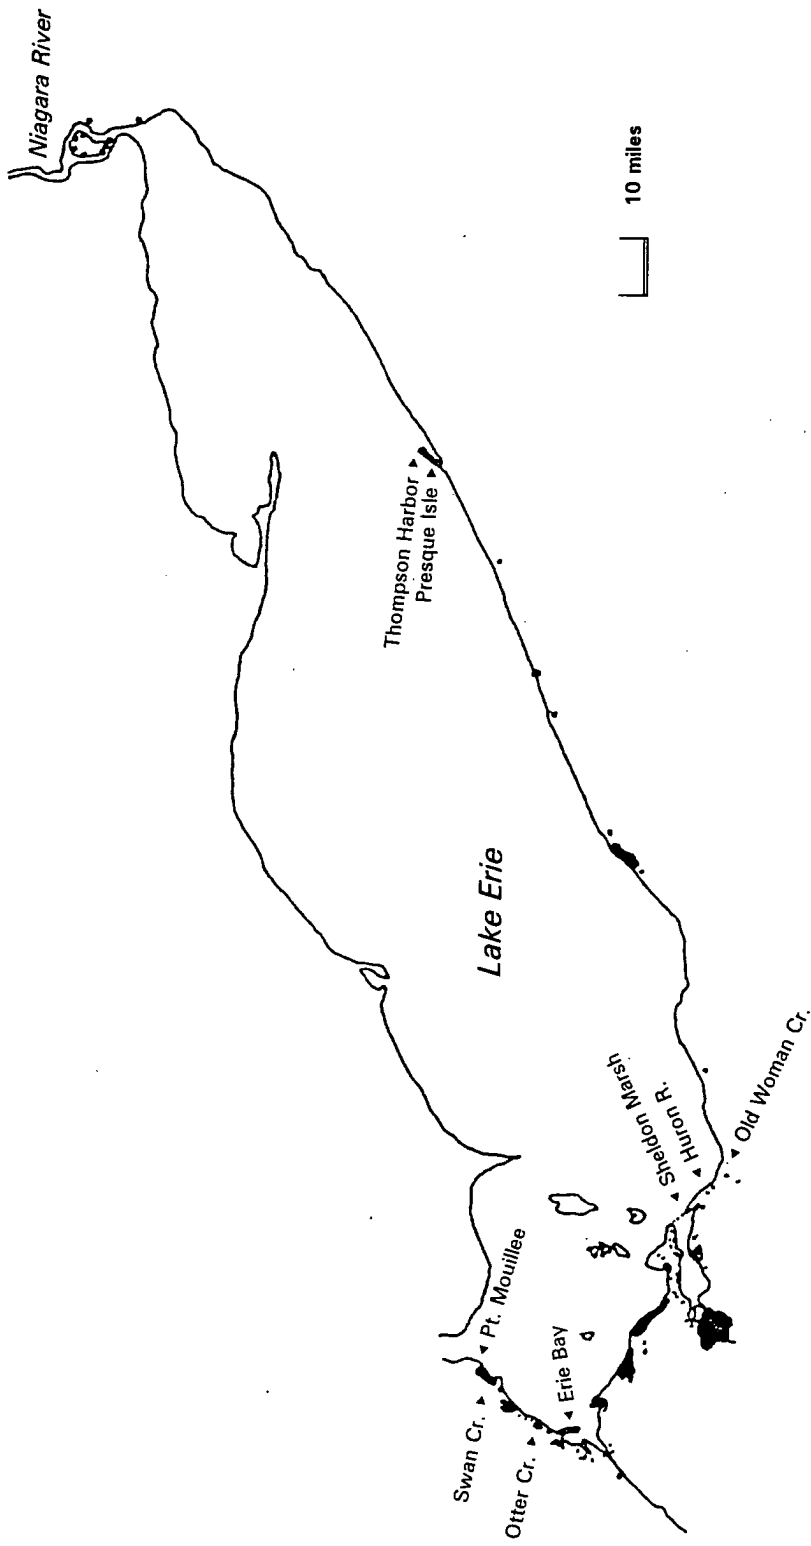 Niagara River
10 miles
Thompson Harbor
Presque Isle
Lake Erie
Sheldon Marsh
Huron R.
Old Woman Cr.
Pt. Mouillee
Swan Cr.
Erie Bay
Otter Cr.